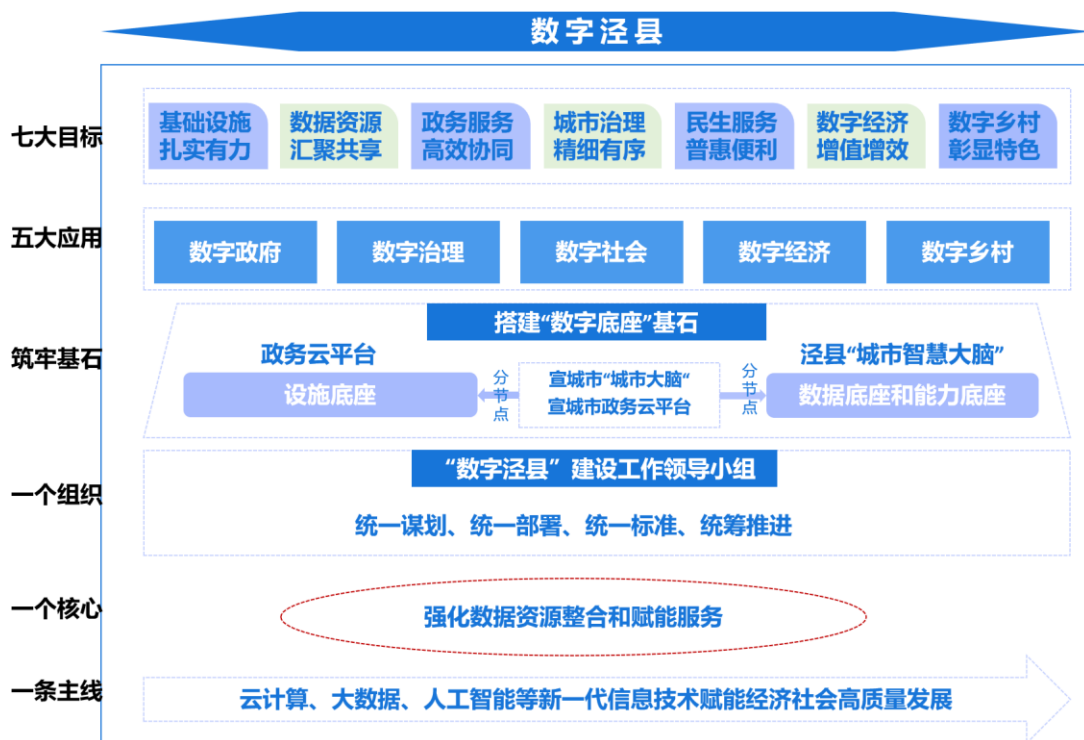 数字泾县
七大目标
基础设施
扎实有力
数据资源
汇聚共享
政务服务
高效协同
城市治理
精细有序
民生服务
普惠便利
数字经济
增值增效
数字乡村
彰显特色
五大应用
数字政府
数字治理
数字社会
数字经济
数字乡村
筑牢基石
搭建“数字底座”基石
政务云平台
设施底座
分节点
宣城市“城市大脑“
宣城市政务云平台
分节点
泾县“城市智慧大脑”
数据底座和能力底座
一个组织
“数字泾县”建设工作领导小组
统一谋划、统一部署、统一标准、统筹推进
一个核心
强化数据资源整合和赋能服务
一条主线
云计算、大数据、人工智能等新一代信息技术赋能经济社会高质量发展